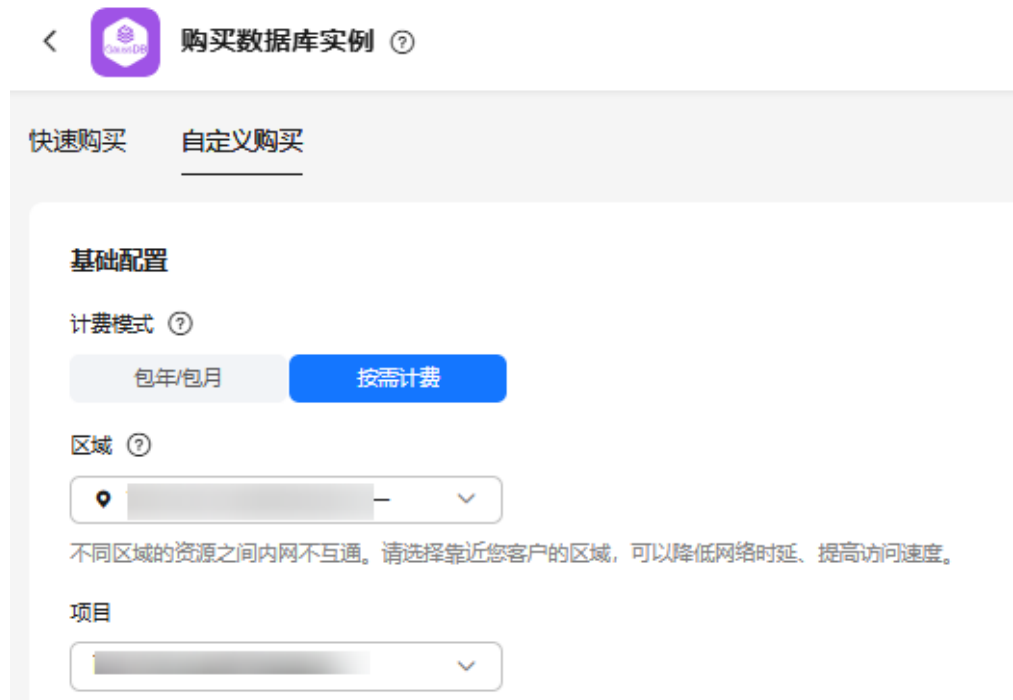 GaussDB
购买数据库实例
快速购买 自定义购买
基础配置
计费模式
包年/包月 按需计费
区域
不同区域的资源之间内网不互通。请选择靠近您客户的区域，可以降低网络时延、提高访问速度。
项目